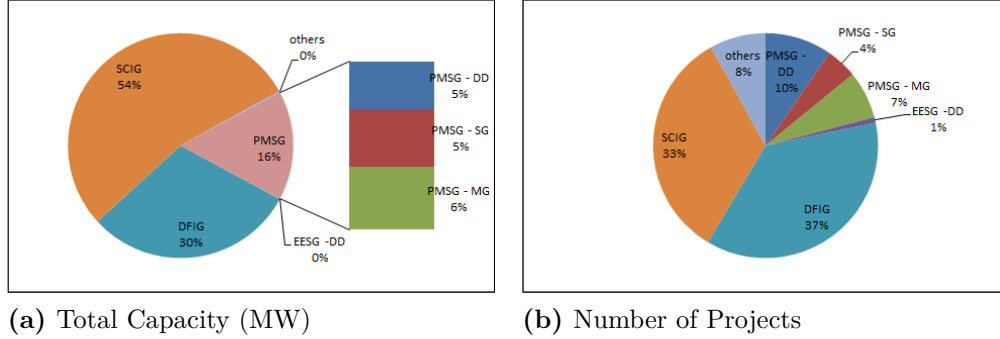 others
0%
SCIG
54%
PMSG - DD
5%
PMSG - SG
5%
PMSG
16%
PMSG - MG
6%
DFIG
30%
EESG -DD
0%
(a) Total Capacity (MW)
others
8%
PMSG -
DD
10%
PMSG - SG
4%
PMSG - MG
7%
EESG -DD
1%
SCIG
33%
DFIG
37%
(b) Number of Projects